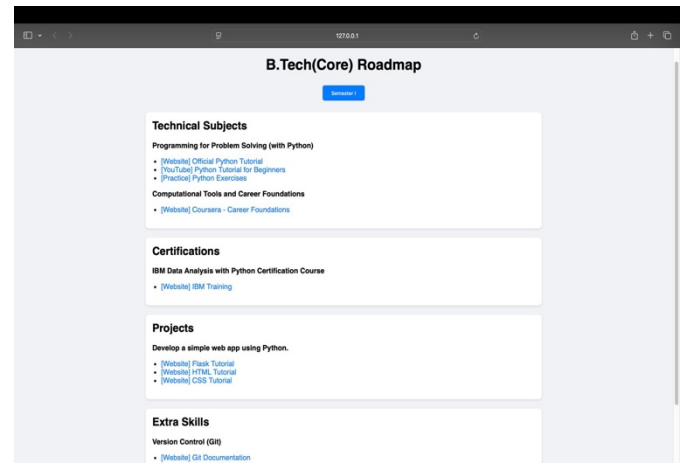 127.0.0.1
B.Tech(Core) Roadmap
Semester I
Technical Subjects
Programming for Problem Solving (with Python)
[Website] Official Python Tutorial
[YouTube] Python Tutorial for Beginners
[Practice] Python Exercises
Computational Tools and Career Foundations
[Website] Coursera - Career Foundations
Certifications
IBM Data Analysis with Python Certification Course
[Website] IBM Training
Projects
Develop a simple web app using Python.
[Website] Flask Tutorial
[Website] HTML Tutorial
[Website] CSS Tutorial
Extra Skills
Version Control (Git)
[Website] Git Documentation